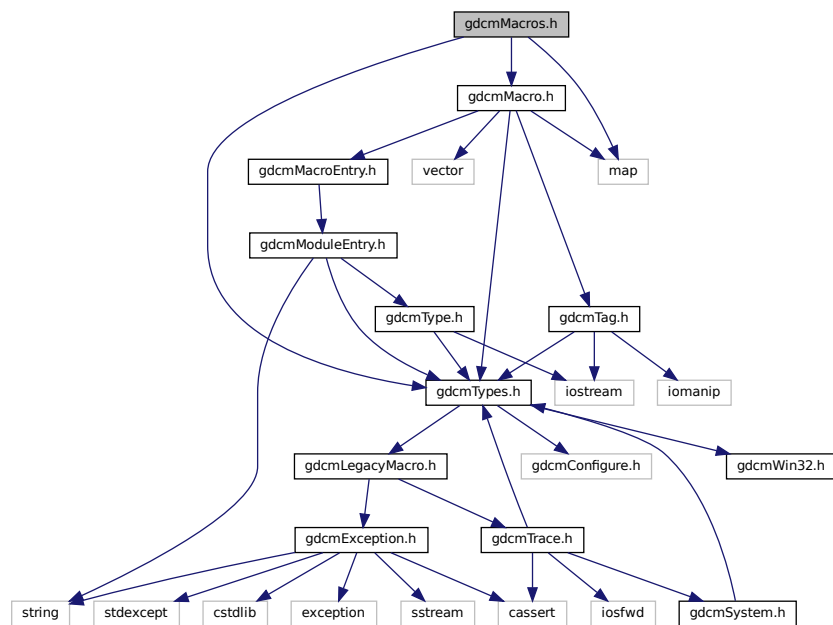 gdcmMacros.h
gdcmMacro.h
gdcmMacroEntry.h
vector
map
gdcmModuleEntry.h
gdcmType.h
gdcmTag.h
gdcmTypes.h
iostream
iomanip
gdcmLegacyMacro.h
gdcmConfigure.h
gdcmWin32.h
gdcmException.h
gdcmTrace.h
string
stdexcept
cstdlib
exception
sstream
cassert
iosfwd
gdcmSystem.h